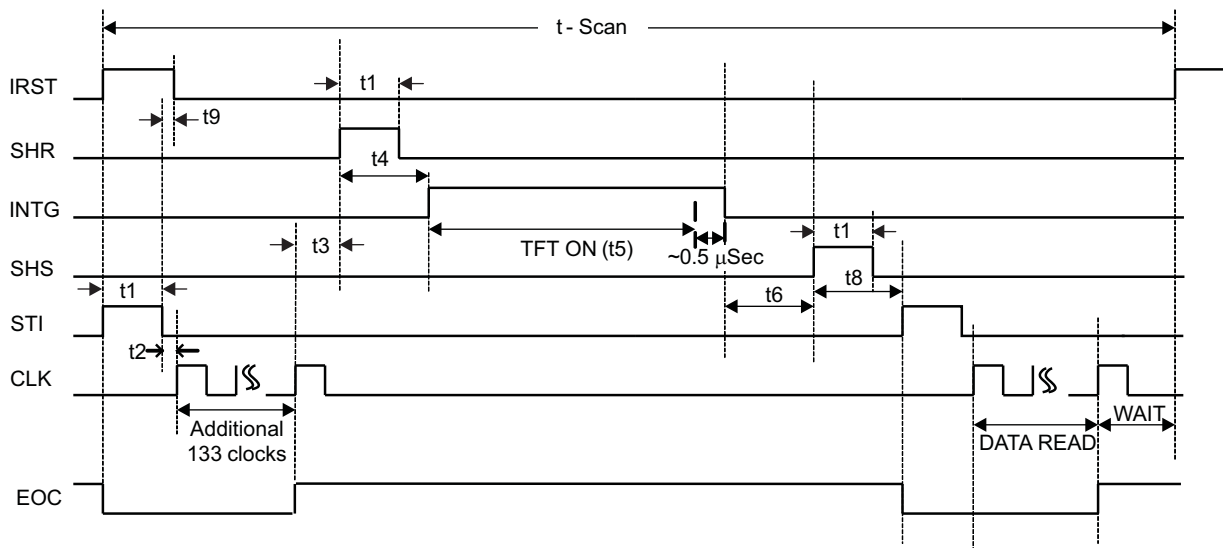 t - Scan
IRST
t1
t9
SHR
t4
INTG
t3
TFT ON (t5)
~0.5 μSec
t1
SHS
t1
t6
t8
STI
t2
CLK
Additional
133 clocks
DATA READ
WAIT
EOC